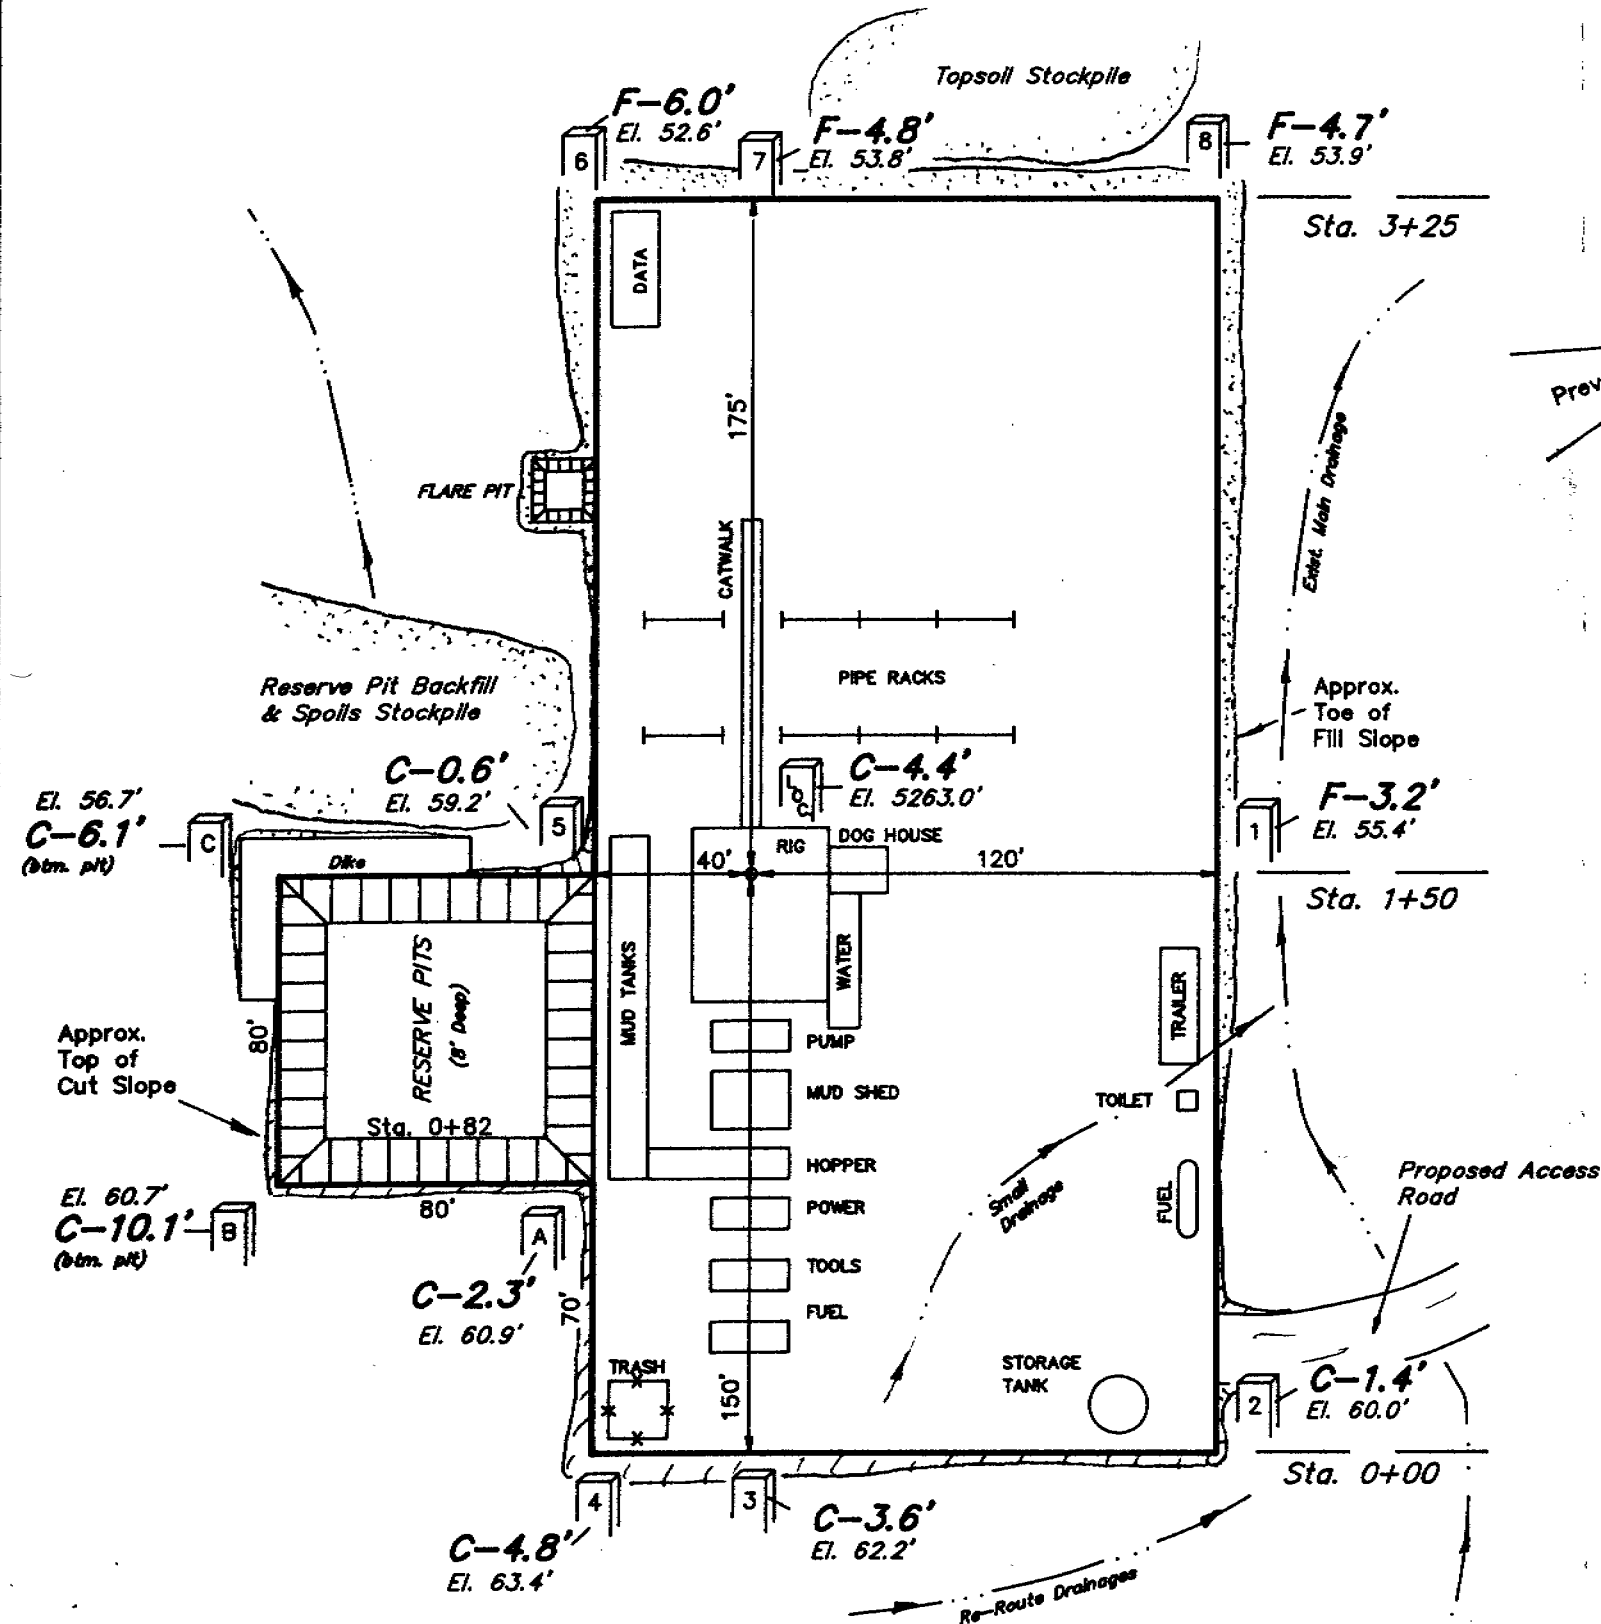 Topsoil Stockpile
F-6.0'
El. 52.6'
F-4.8'
El. 53.8'
F-4.7'
El. 53.9'
6
7
8
Sta. 3+25
DATA
175'
Exist. Main Drainage
FLARE PIT
CATWALK
PIPE RACKS
Reserve Pit Backfill
& Spoils Stockpile
Approx.
Toe of
Fill Slope
C-0.6'
El. 59.2'
C-4.4'
El. 5263.0'
LOC
El. 56.7'
C-6.1'
(btm. pit)
C
5
F-3.2'
El. 55.4'
1
RIG
DOG HOUSE
Dike
40'
120'
Sta. 1+50
RESERVE PITS
(8' Deep)
MUD TANKS
WATER
TRAILER
80'
Approx.
Top of
Cut Slope
PUMP
MUD SHED
TOILET
Sta. 0+82
HOPPER
Proposed Access
Road
El. 60.7'
C-10.1'
(btm. pit)
B
80'
A
POWER
Small
Drainage
FUEL
TOOLS
C-2.3'
El. 60.9'
70'
FUEL
TRASH
150'
STORAGE
TANK
C-1.4'
El. 60.0'
2
Sta. 0+00
4
3
C-3.6'
El. 62.2'
C-4.8'
El. 63.4'
Re-Route Drainages